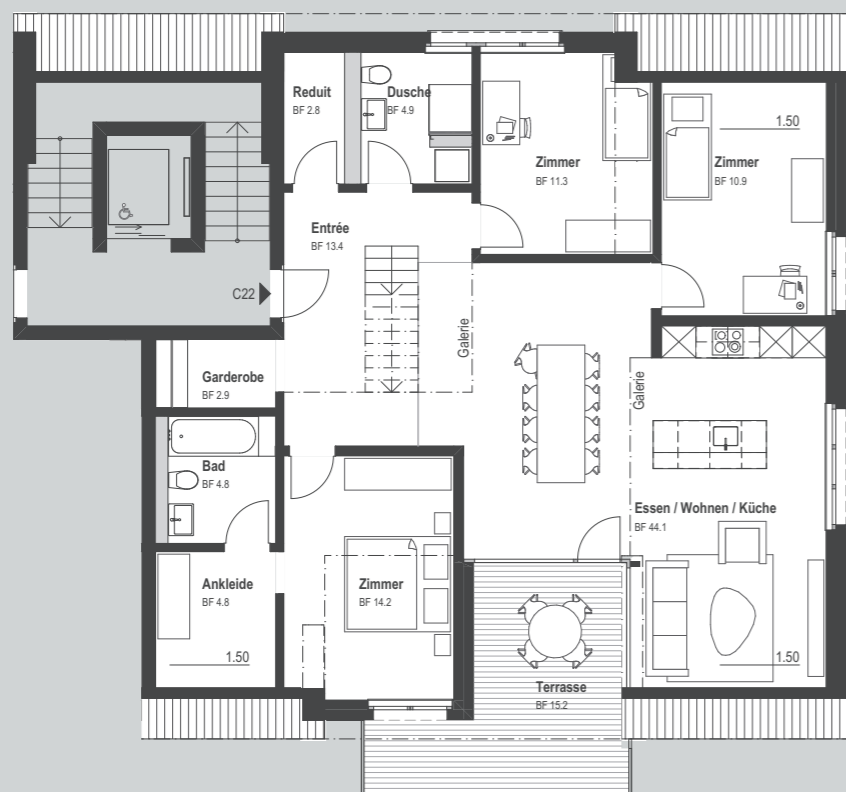 Reduit
BF 2.8
Dusche
BF 4.9
Zimmer
BF 11.3
1.50
Zimmer
BF 10.9
Entrée
BF 13.4
C22
Galerie
Garderobe
BF 2.9
Galerie
Bad
BF 4.8
Essen / Wohnen / Küche
BF 44.1
Ankleide
BF 4.8
Zimmer
BF 14.2
1.50
1.50
Terrasse
BF 15.2